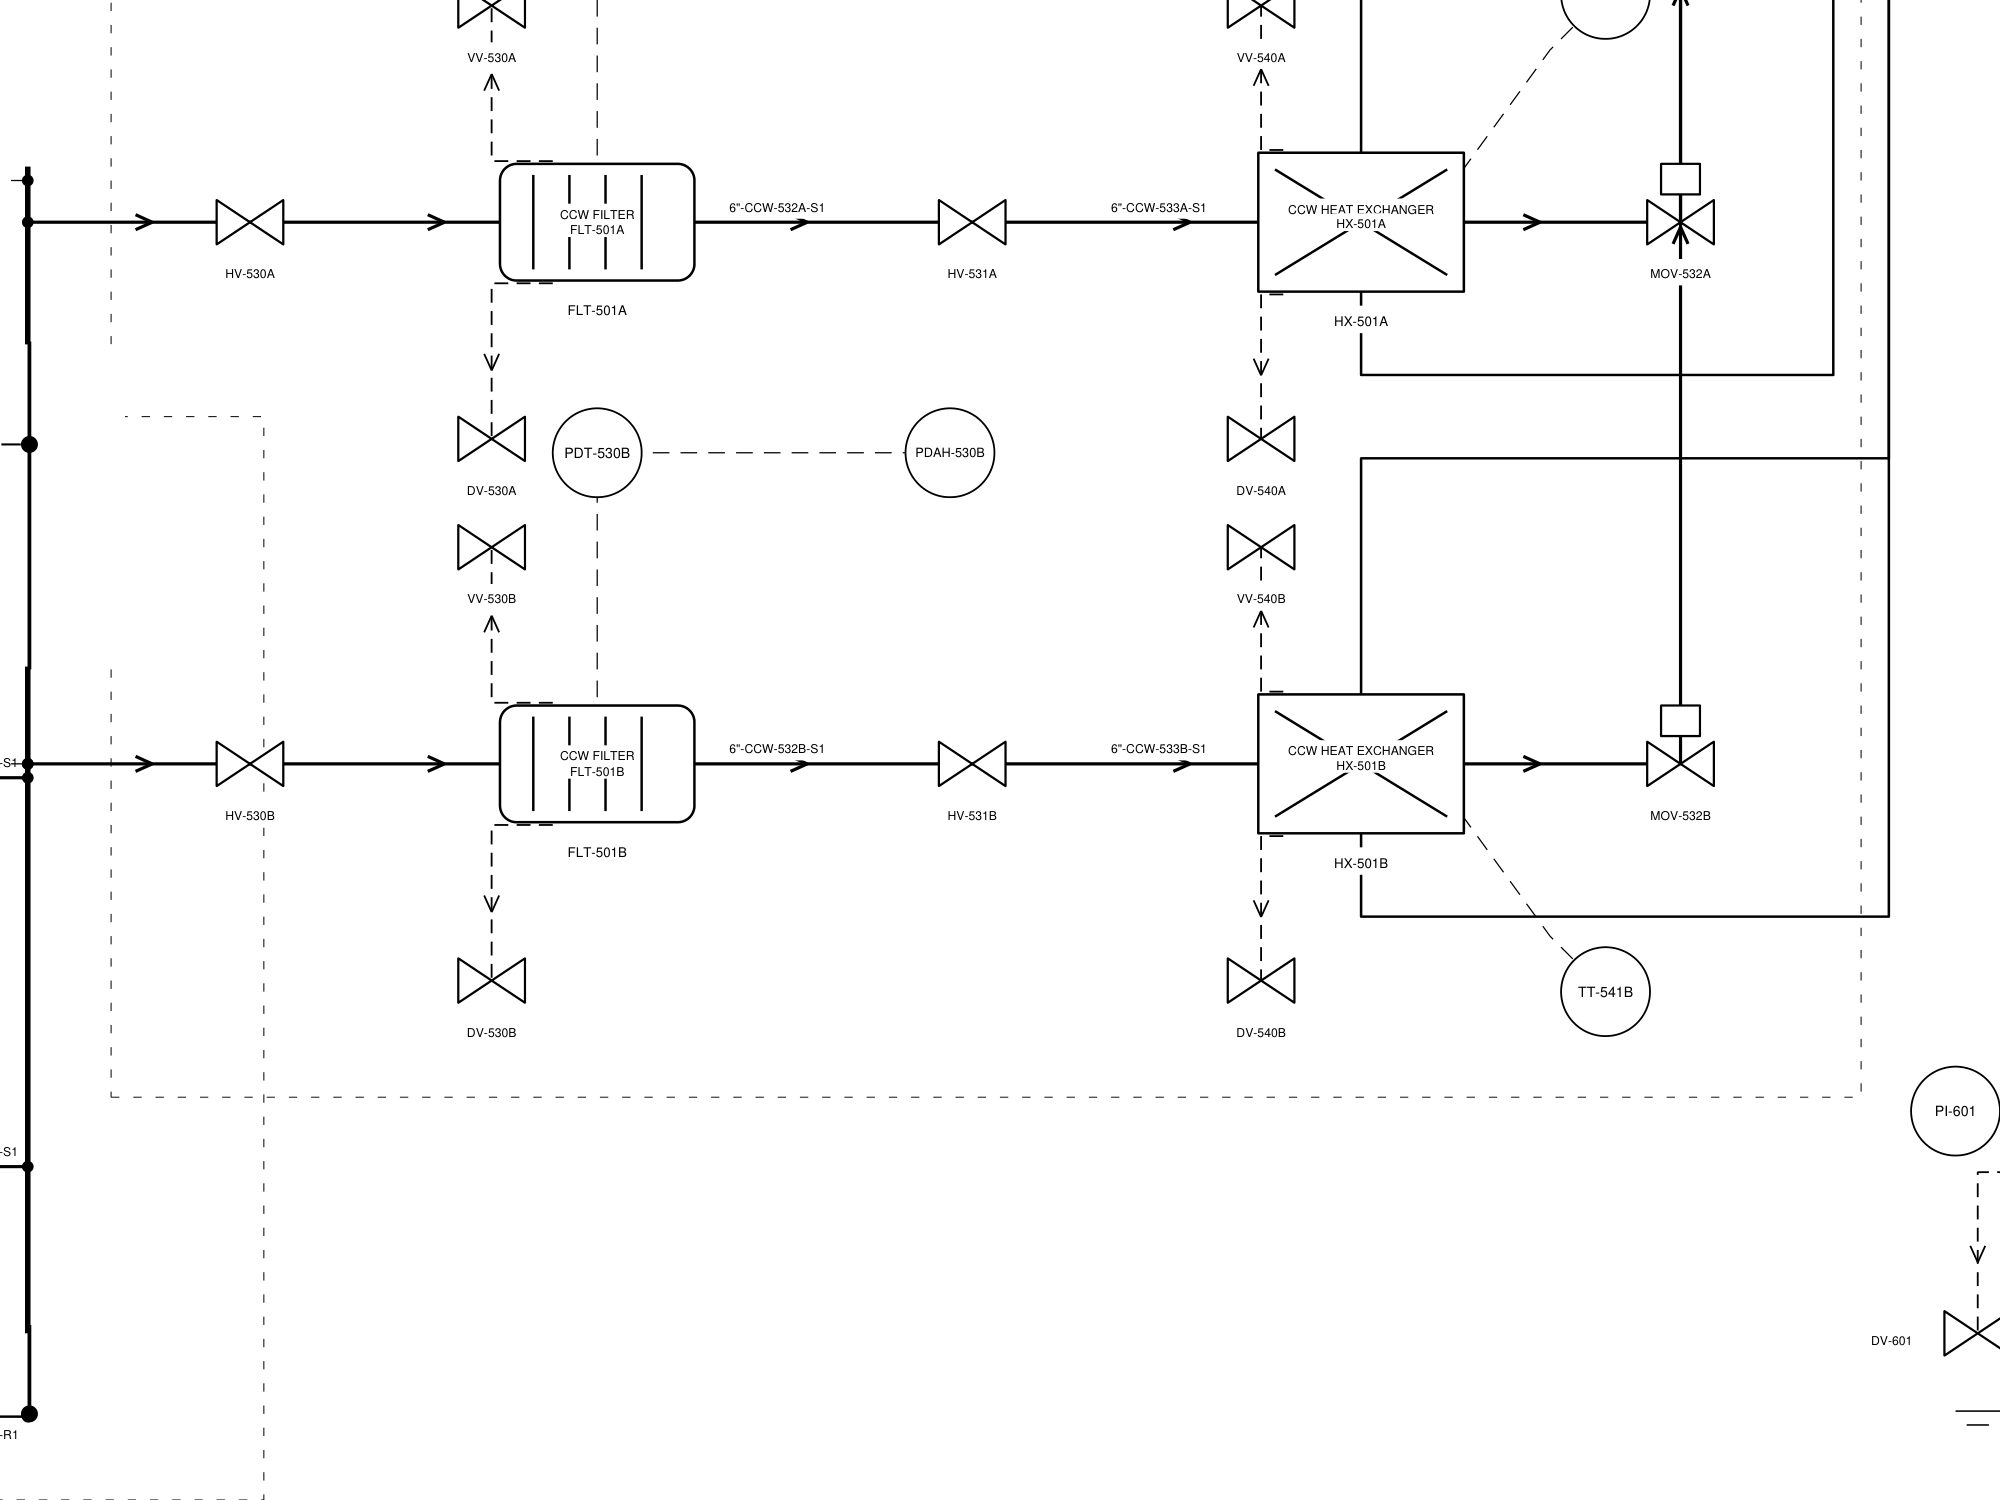 VV-530A
VV-540A
6"-CCW-532A-S1
6"-CCW-533A-S1
CCW FILTER
FLT-501A
CCW HEAT EXCHANGER
HX-501A
HV-530A
HV-531A
MOV-532A
FLT-501A
HX-501A
PDT-530B
PDAH-530B
DV-530A
DV-540A
VV-530B
VV-540B
6"-CCW-532B-S1
6"-CCW-533B-S1
CCW FILTER
FLT-501B
CCW HEAT EXCHANGER
HX-501B
-S1
HV-530B
HV-531B
MOV-532B
FLT-501B
HX-501B
TT-541B
DV-530B
DV-540B
PI-601
-S1
DV-601
-R1